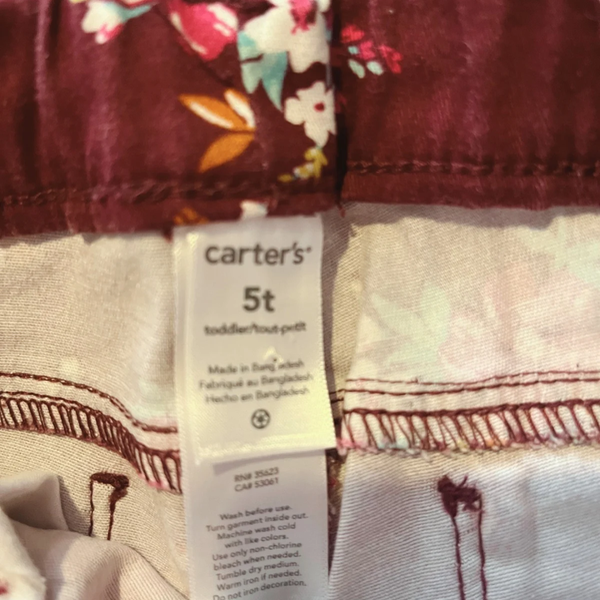 carter's
5t
toddler/tout-petit
Made in Bangladesh
Fabriqué au Bangladesh
Hecho en Bangladesh
RN# 35623
CA# 53061
Wash before use.
Turn garment inside out.
Machine wash cold
with like colors.
Use only non-chlorine
bleach when needed.
Tumble dry medium.
Warm iron if needed.
Do not iron decoration.